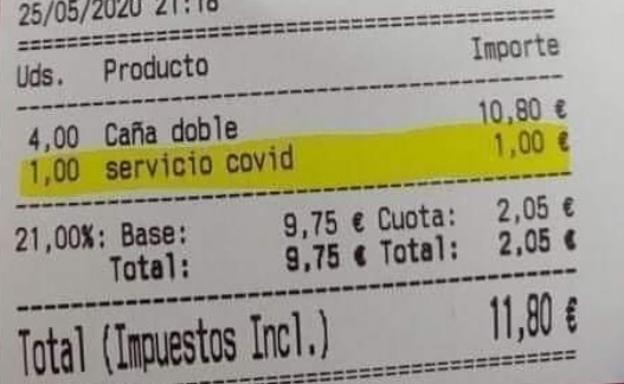 25/05/2020 21:18
Uds. Producto Importe
4,00 Caña doble 10,80 €
1,00 servicio covid 1,00 €
21,00%: Base: 9,75 € Cuota: 2,05 €
Total: 9,75 € Total: 2,05 €
Total (Impuestos Incl.) 11,80 €